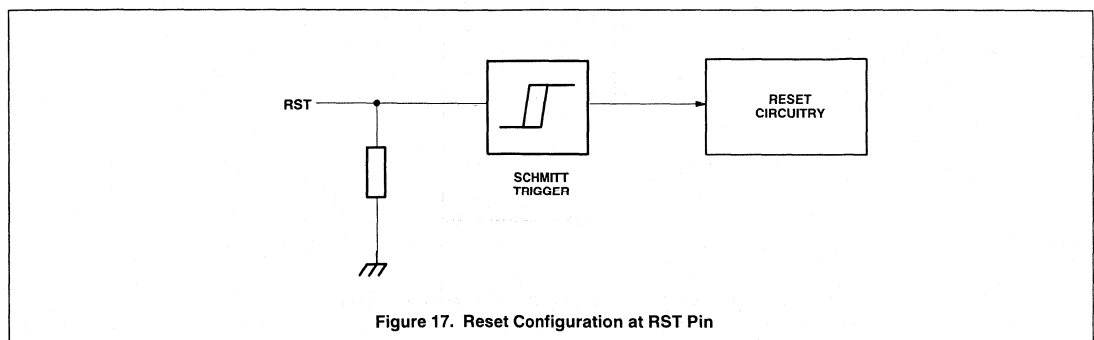 RST
SCHMITT
TRIGGER
RESET
CIRCUITRY
Figure 17. Reset Configuration at RST Pin